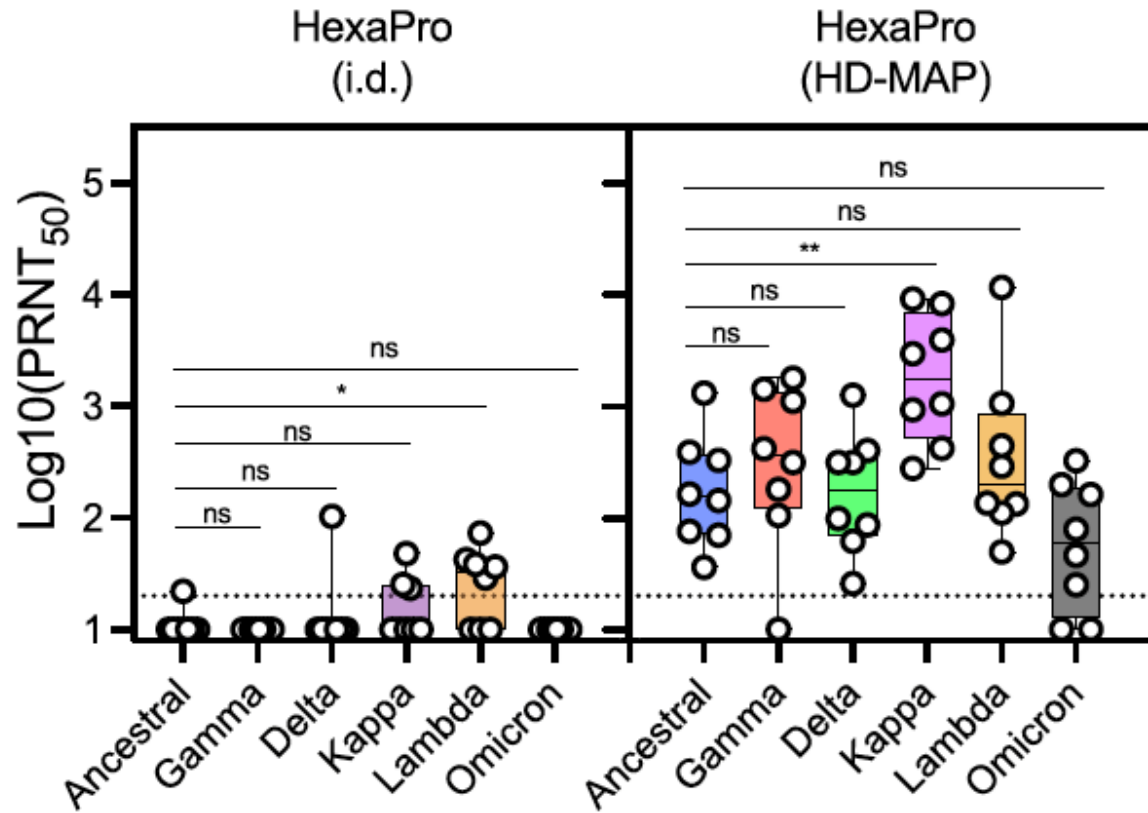 HexaPro
(i.d.)
HexaPro
(HD-MAP)
Log10(PRNT50)
5
4
3
2
1
ns
*
ns
ns
ns
ns
ns
**
ns
ns
Ancestral
Gamma
Delta
Kappa
Lambda
Omicron
Ancestral
Gamma
Delta
Kappa
Lambda
Omicron